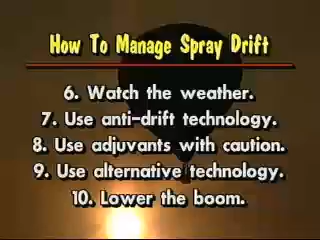 How To Manage Spray Drift
6. Watch the weather.
7. Use anti-drift technology.
8. Use adjuvants with caution.
9. Use alternative technology.
10. Lower the boom.